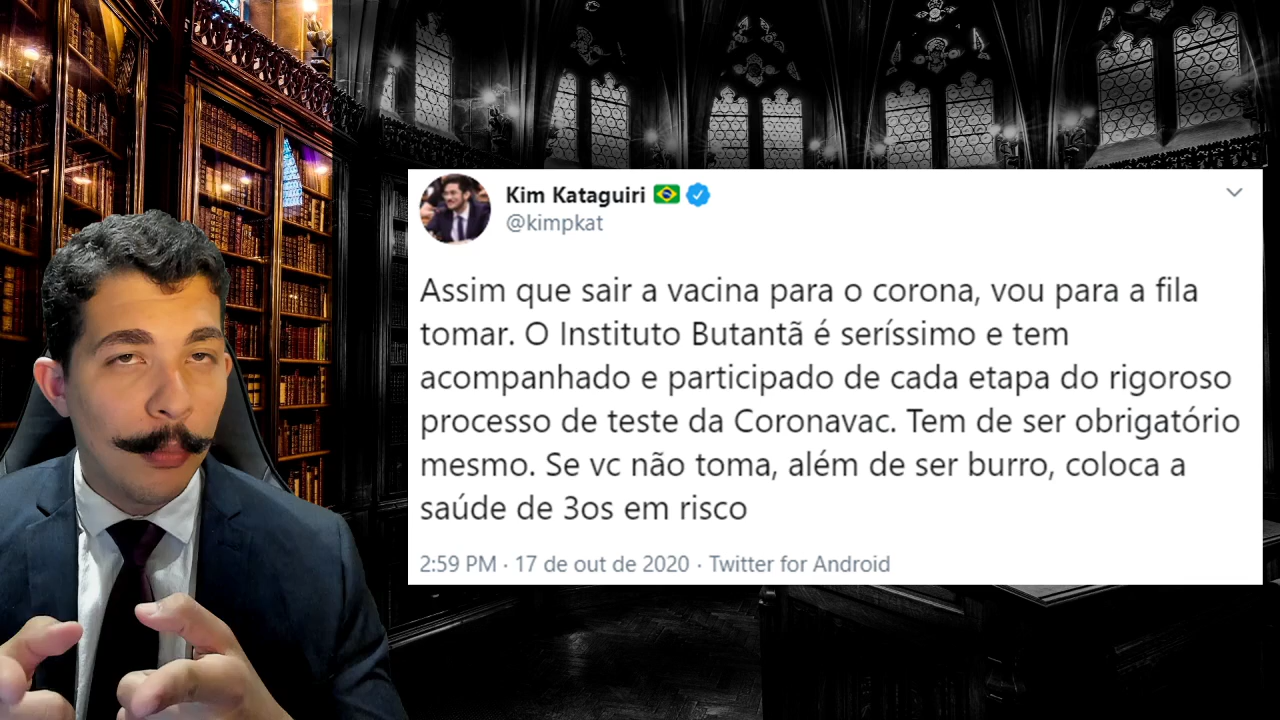 Kim Kataguiri
@kimpkat
Assim que sair a vacina para o corona, vou para a fila
tomar. O Instituto Butantã é seríssimo e tem
acompanhado e participado de cada etapa do rigoroso
processo de teste da Coronavac. Tem de ser obrigatório
mesmo. Se vc não toma, além de ser burro, coloca a
saúde de 3os em risco
2:59 PM · 17 de out de 2020 · Twitter for Android